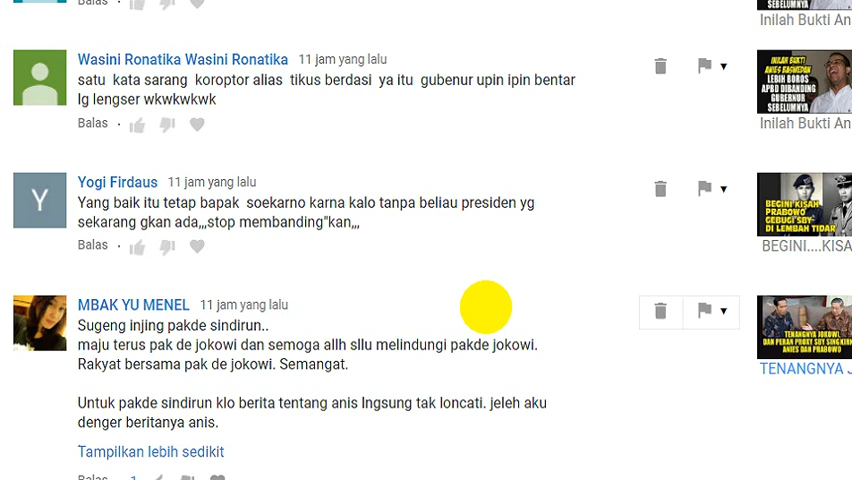 Balas
SEBELUMNYA
Inilah Bukti An
Wasini Ronatika Wasini Ronatika 11 jam yang lalu
satu kata sarang koroptor alias tikus berdasi ya itu gubenur upin ipin bentar
lg lengser wkwkwkwk
Balas
INILAH BUKTI
ANIES BASWEDAN
LEBIH BOROS
APBD DIBANDING
GUBERNUR
SEBELUMNYA
Inilah Bukti An
Y
Yogi Firdaus 11 jam yang lalu
Yang baik itu tetap bapak soekarno karna kalo tanpa beliau presiden yg
sekarang gkan ada,,,stop membanding"kan,,,
Balas
BEGINI KISAH
PRABOWO
GEBUGI SBY
DI LEMBAH TIDAR
BEGINI....KISA
MBAK YU MENEL 11 jam yang lalu
Sugeng injing pakde sindirun..
maju terus pak de jokowi dan semoga allh sllu melindungi pakde jokowi.
Rakyat bersama pak de jokowi. Semangat.
Untuk pakde sindirun klo berita tentang anis lngsung tak loncati. jeleh aku
denger beritanya anis.
Tampilkan lebih sedikit
Balas 1
TENANGNYA JOKOWI
DAN PERAN PROXY SBY SINGKIRK
ANIES DAN PRABOWO
TENANGNYA J